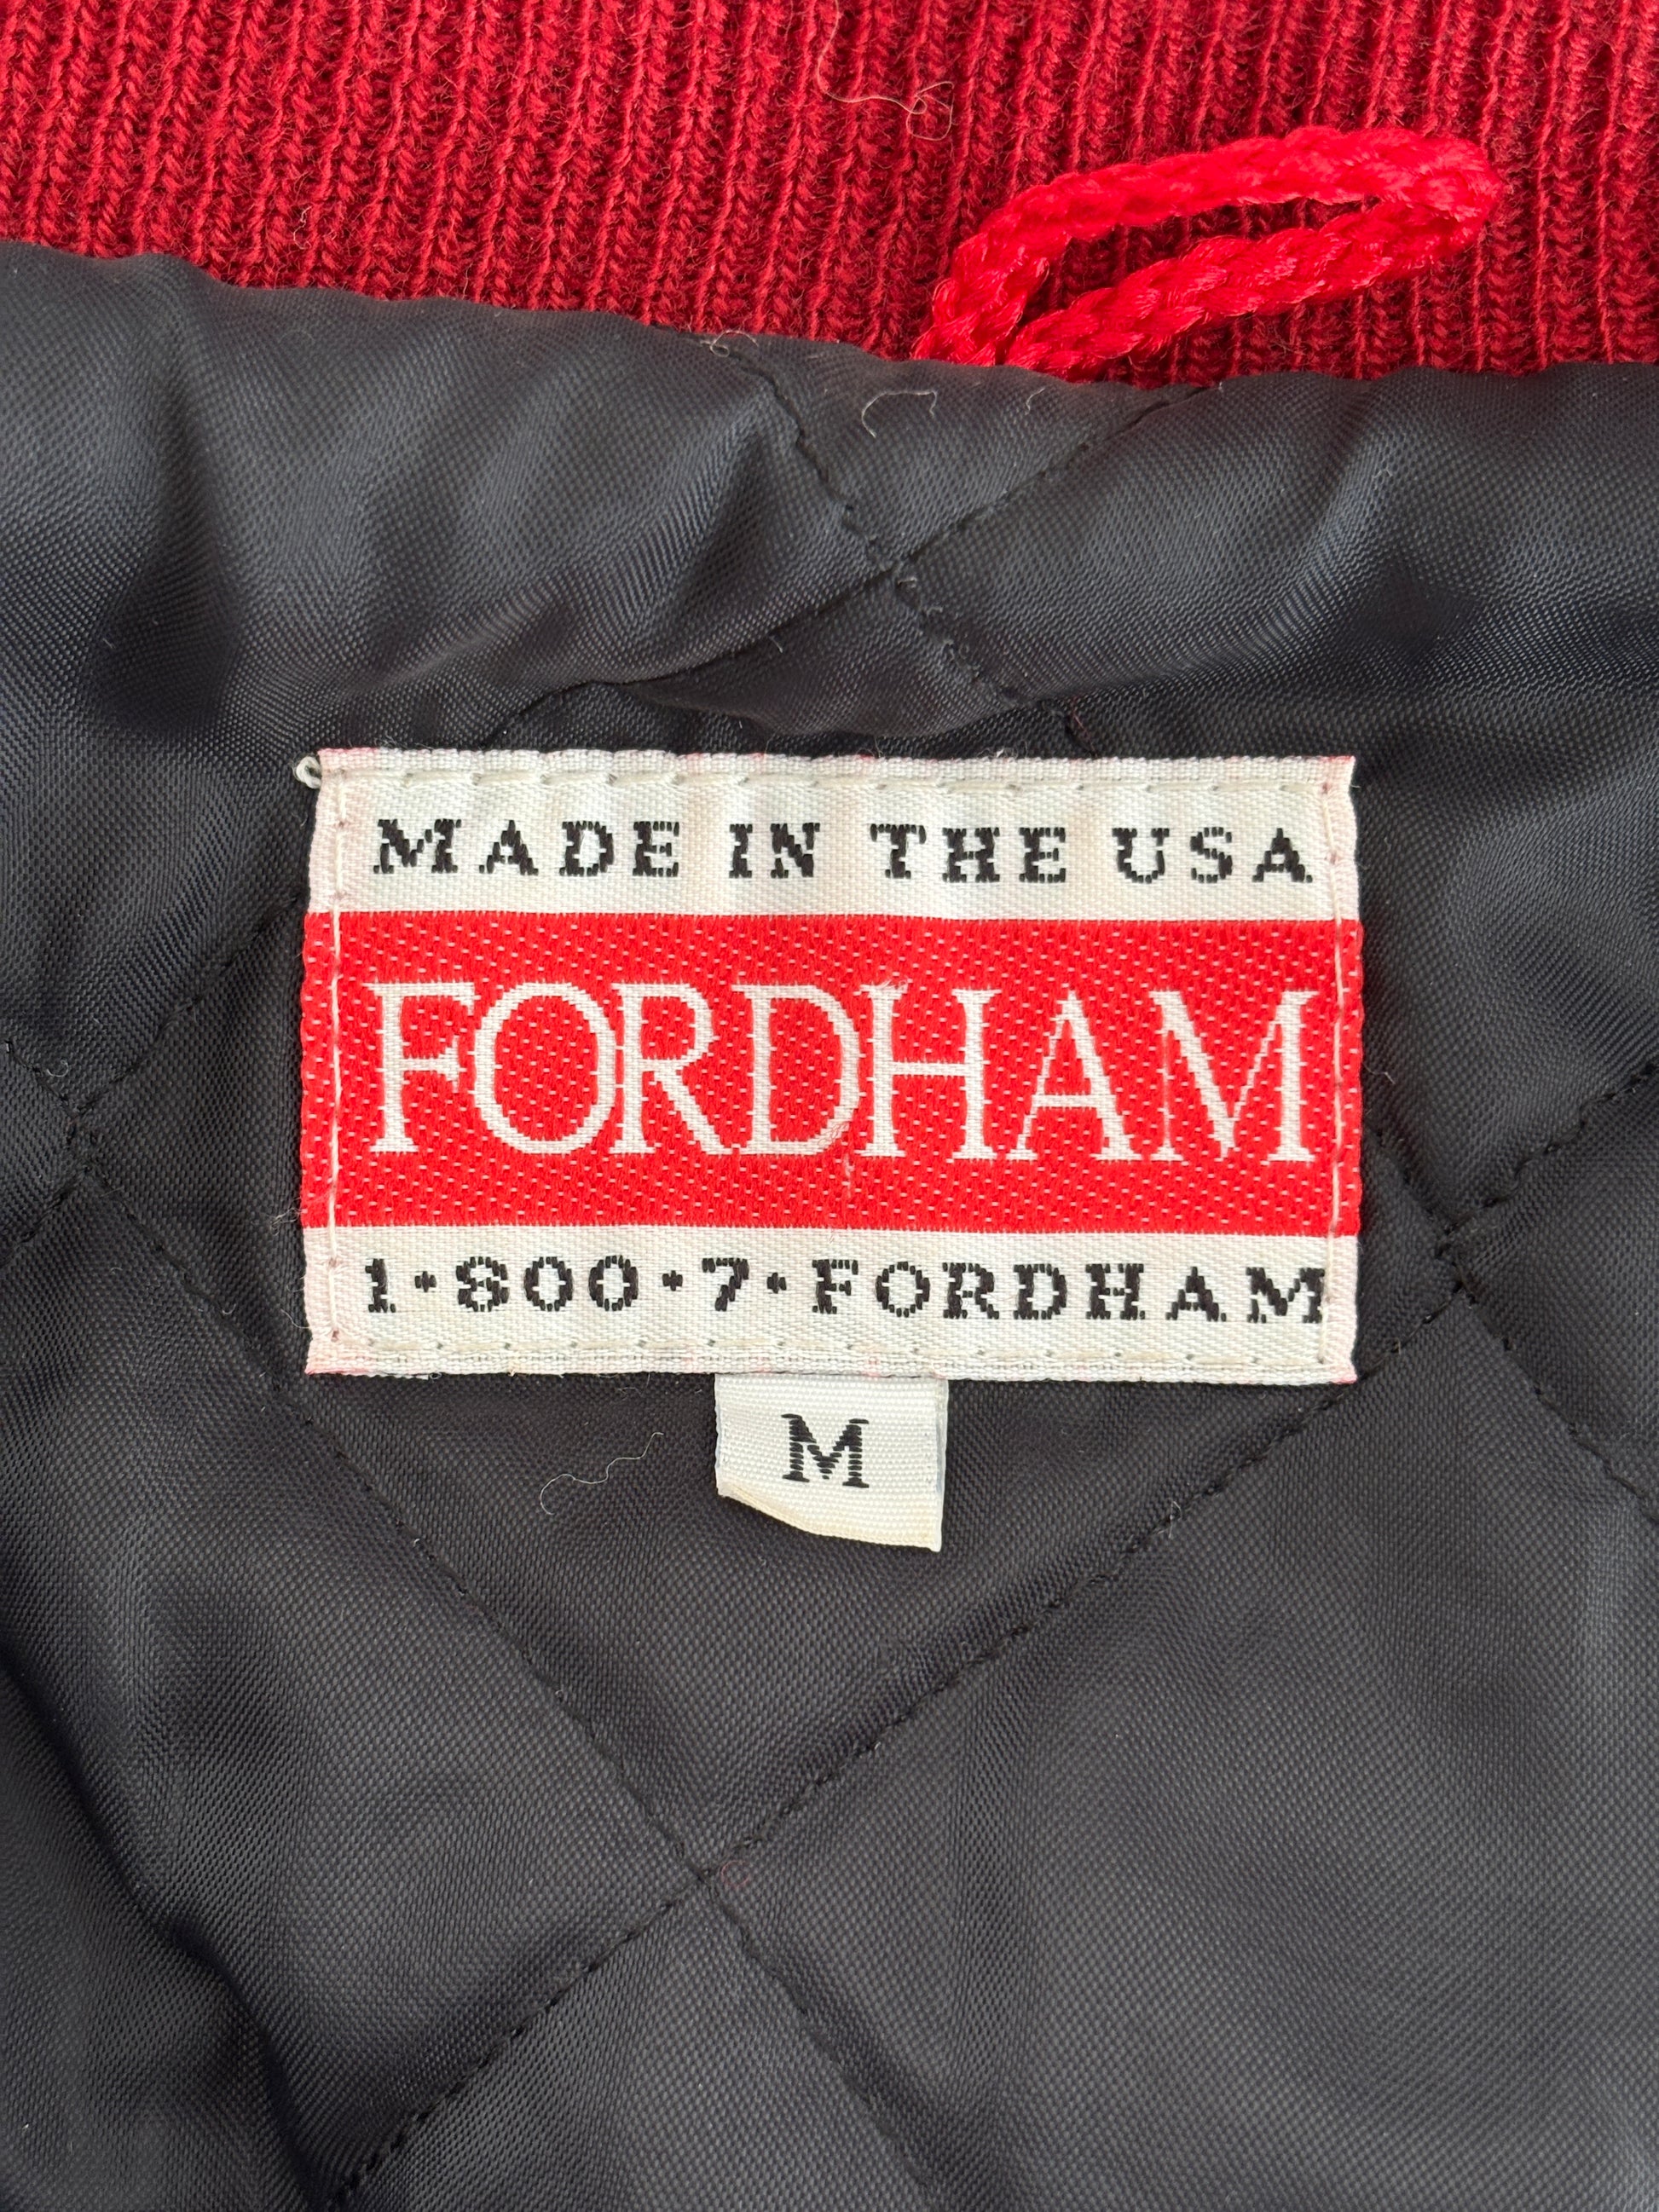 MADE IN THE USA
FORDHAM
1·800·7·FORDHAM
M